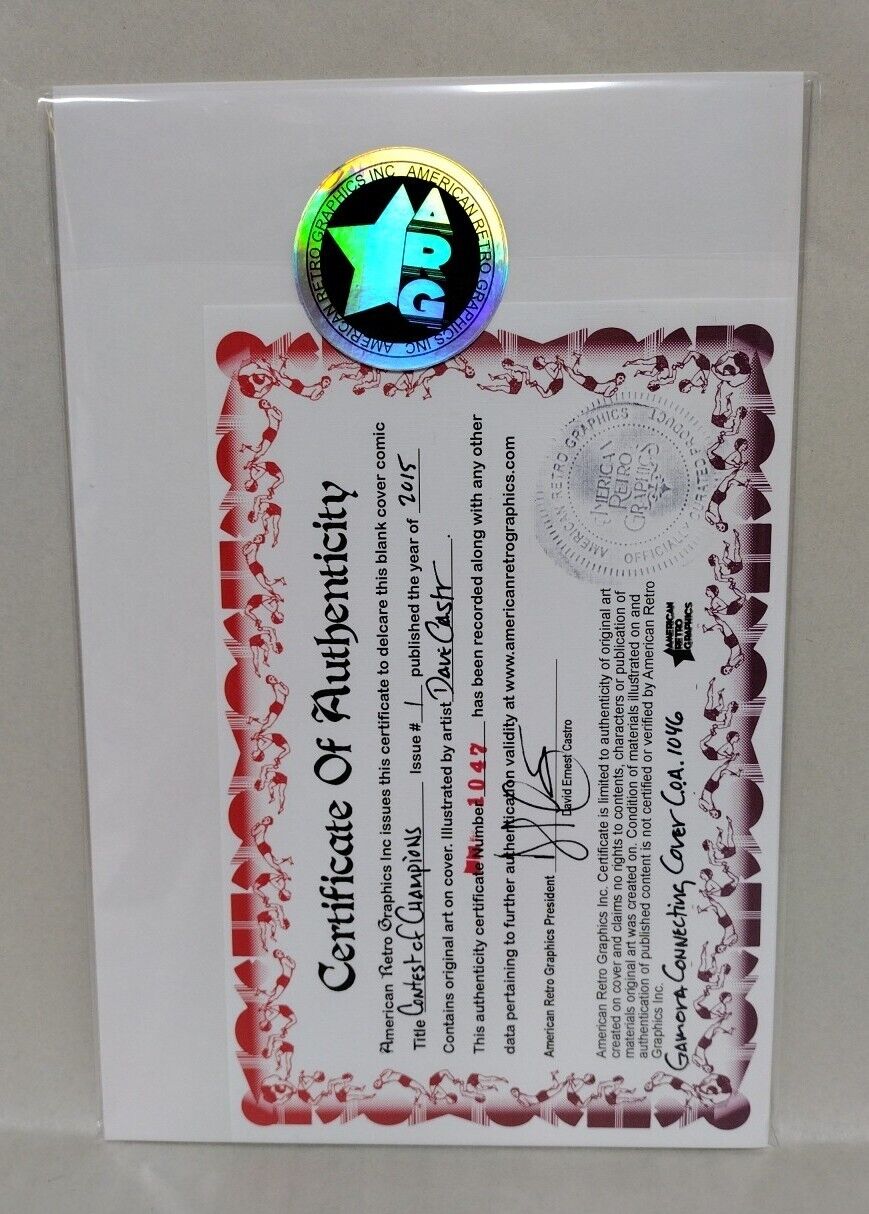 AMERICAN RETRO GRAPHICS INC AMERICAN RETRO GRAPHICS INC
ARG
Certificate Of Authenticity
American Retro Graphics Inc issues this certificate to delcare this blank cover comic
Title Contest of Champions Issue # 1 published the year of 2015
Contains original art on cover. Illustrated by artist Dave Castr.
This authenticity certificate Number 1047 has been recorded along with any other
data pertaining to further authentication validity at www.americanretrographics.com
American Retro Graphics President
David Ernest Castro
AMERICAN RETRO GRAPHICS
OFFICIALLY CURATED PRODUCT
AMERICAN
RETRO
GRAPHICS
American Retro Graphics Inc. Certificate is limited to authenticity of original art
created on cover and claims no rights to contents, characters or publication of
materials original art was created on. Condition of materials illustrated on and
authentication of published content is not certified or verified by American Retro
Graphics Inc.
AMERICAN
RETRO
GRAPHICS
Gamora Connecting Cover C.O.A. 1046